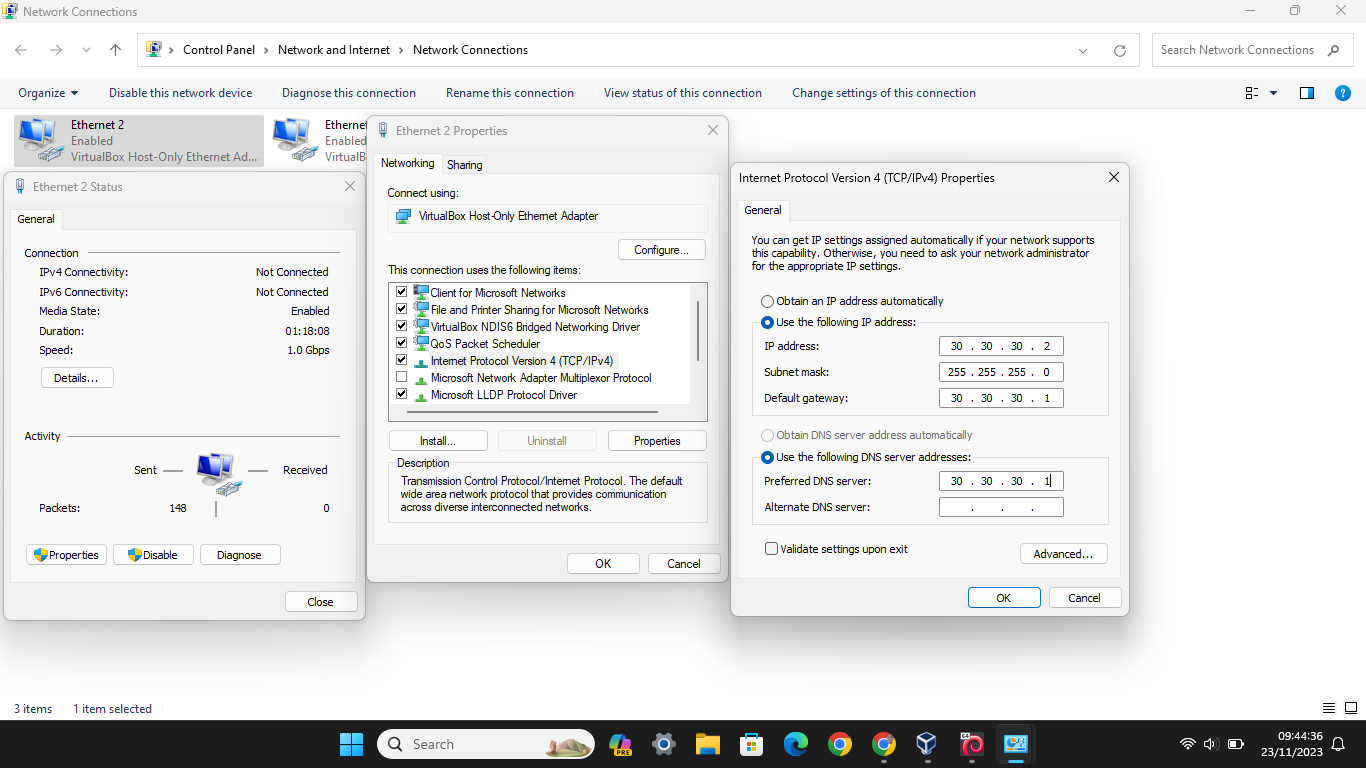 Network Connections
Control Panel > Network and Internet > Network Connections
Search Network Connections
Organize
Disable this network device
Diagnose this connection
Rename this connection
View status of this connection
Change settings of this connection
Ethernet 2
Enabled
VirtualBox Host-Only Ethernet Ad...
Ethernet
Enabled
VirtualB
Ethernet 2 Status
General
Connection
IPv4 Connectivity: Not Connected
IPv6 Connectivity: Not Connected
Media State: Enabled
Duration: 01:18:08
Speed: 1.0 Gbps
Details...
Activity
Sent Received
Packets: 148 0
Properties
Disable
Diagnose
Close
Ethernet 2 Properties
Networking
Sharing
Connect using:
VirtualBox Host-Only Ethernet Adapter
Configure...
This connection uses the following items:
Client for Microsoft Networks
File and Printer Sharing for Microsoft Networks
VirtualBox NDIS6 Bridged Networking Driver
QoS Packet Scheduler
Internet Protocol Version 4 (TCP/IPv4)
Microsoft Network Adapter Multiplexor Protocol
Microsoft LLDP Protocol Driver
Install...
Uninstall
Properties
Description
Transmission Control Protocol/Internet Protocol. The default
wide area network protocol that provides communication
across diverse interconnected networks.
OK
Cancel
Internet Protocol Version 4 (TCP/IPv4) Properties
General
You can get IP settings assigned automatically if your network supports
this capability. Otherwise, you need to ask your network administrator
for the appropriate IP settings.
Obtain an IP address automatically
Use the following IP address:
IP address: 30 . 30 . 30 . 2
Subnet mask: 255 . 255 . 255 . 0
Default gateway: 30 . 30 . 30 . 1
Obtain DNS server address automatically
Use the following DNS server addresses:
Preferred DNS server: 30 . 30 . 30 . 1
Alternate DNS server: . . .
Validate settings upon exit
Advanced...
OK
Cancel
3 items
1 item selected
Search
PRE
09:44:36
23/11/2023